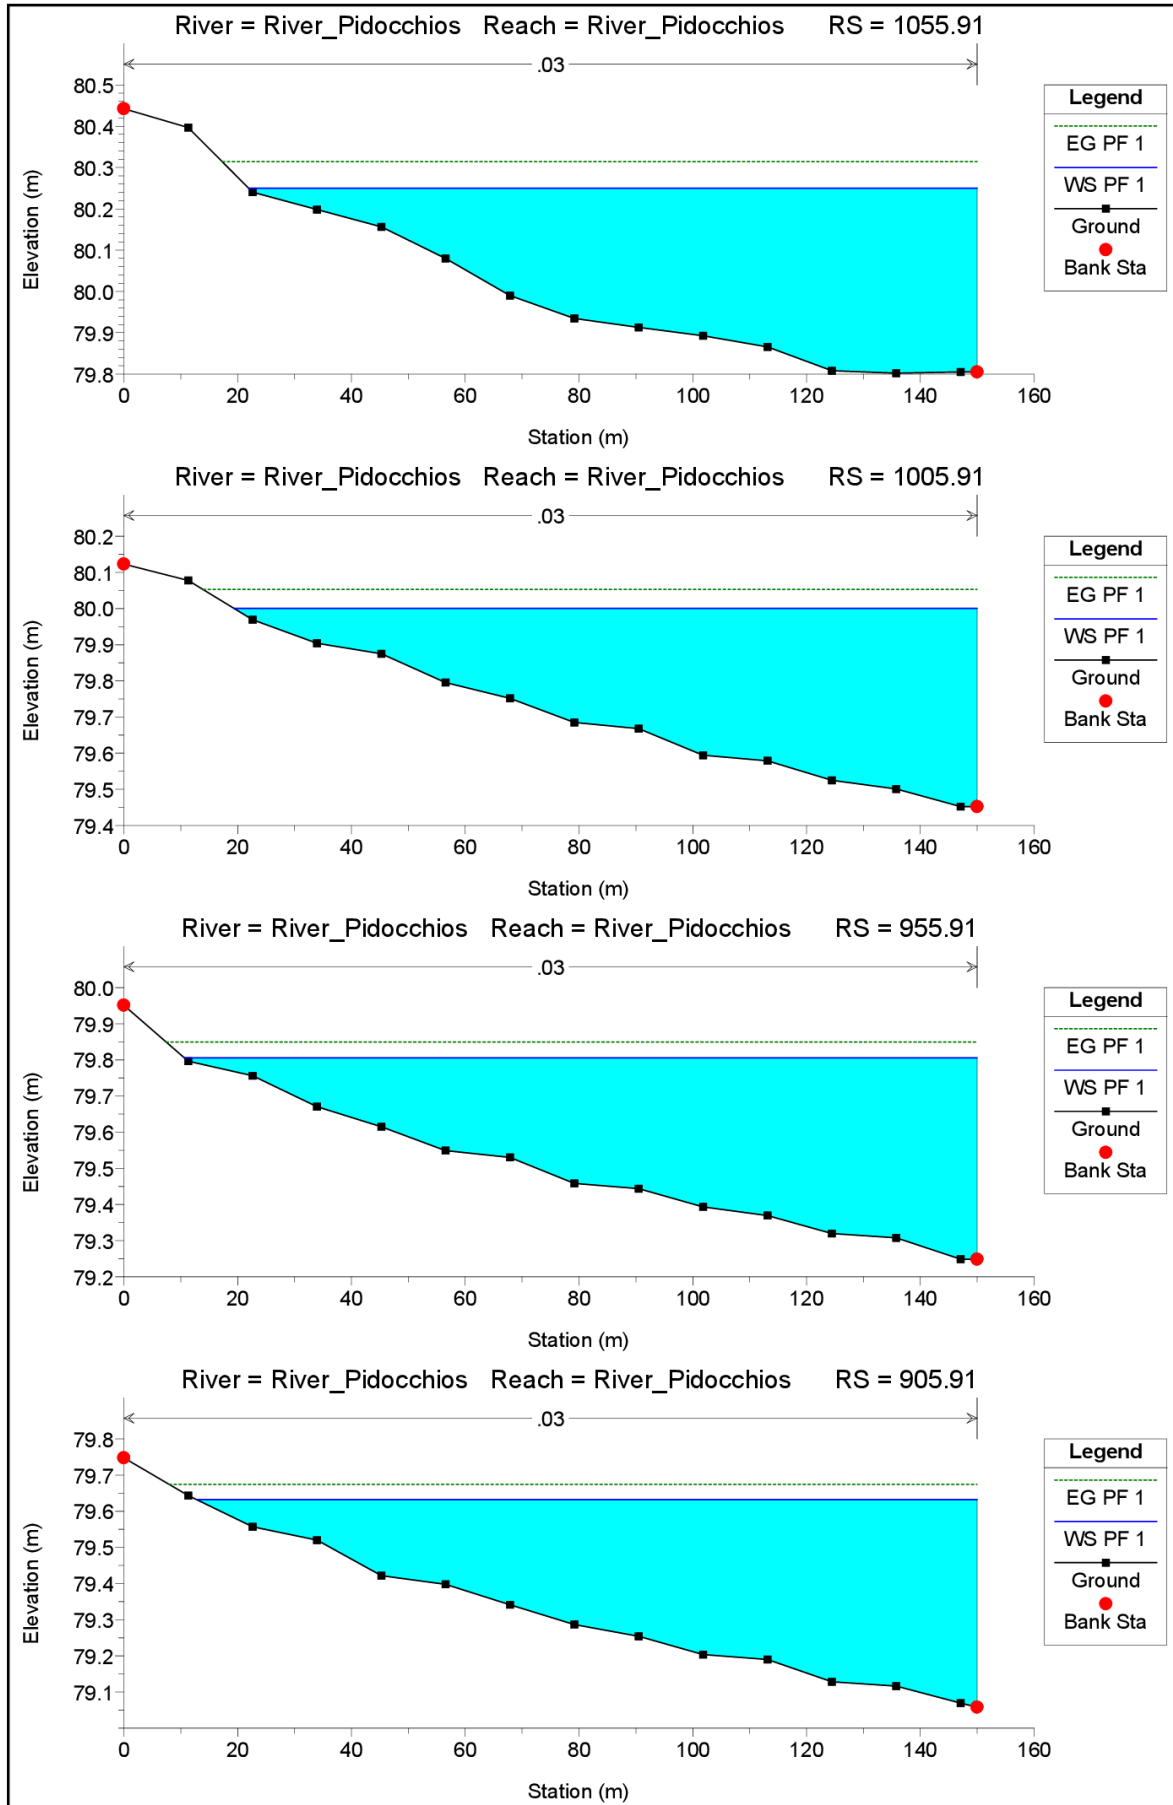 River = River_Pidocchios Reach = River_Pidocchios RS = 1055.91
.03
80.5
80.4
80.3
80.2
80.1
80.0
79.9
79.8
Elevation (m)
0 20 40 60 80 100 120 140 160
Station (m)
Legend
EG PF 1
WS PF 1
Ground
Bank Sta
River = River_Pidocchios Reach = River_Pidocchios RS = 1005.91
.03
80.2
80.1
80.0
79.9
79.8
79.7
79.6
79.5
79.4
Elevation (m)
0 20 40 60 80 100 120 140 160
Station (m)
Legend
EG PF 1
WS PF 1
Ground
Bank Sta
River = River_Pidocchios Reach = River_Pidocchios RS = 955.91
.03
80.0
79.9
79.8
79.7
79.6
79.5
79.4
79.3
79.2
Elevation (m)
0 20 40 60 80 100 120 140 160
Station (m)
Legend
EG PF 1
WS PF 1
Ground
Bank Sta
River = River_Pidocchios Reach = River_Pidocchios RS = 905.91
.03
79.8
79.7
79.6
79.5
79.4
79.3
79.2
79.1
Elevation (m)
0 20 40 60 80 100 120 140 160
Station (m)
Legend
EG PF 1
WS PF 1
Ground
Bank Sta